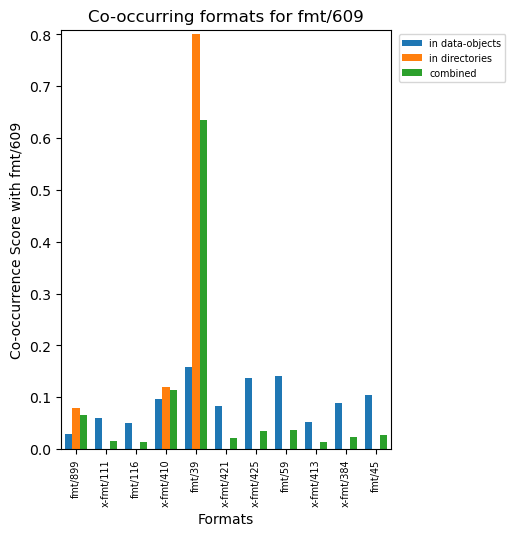 Co-occurring formats for fmt/609
in data-objects
in directories
combined
Co-occurrence Score with fmt/609
0.8
0.7
0.6
0.5
0.4
0.3
0.2
0.1
0.0
fmt/899
x-fmt/111
fmt/116
x-fmt/410
fmt/39
x-fmt/421
x-fmt/425
fmt/59
x-fmt/413
x-fmt/384
fmt/45
Formats